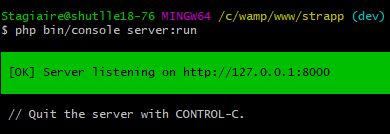 Stagiaire@shutlle18-76 MINGW64 /c/wamp/www/strapp (dev)
$ php bin/console server:run
[OK] Server listening on http://127.0.0.1:8000
// Quit the server with CONTROL-C.